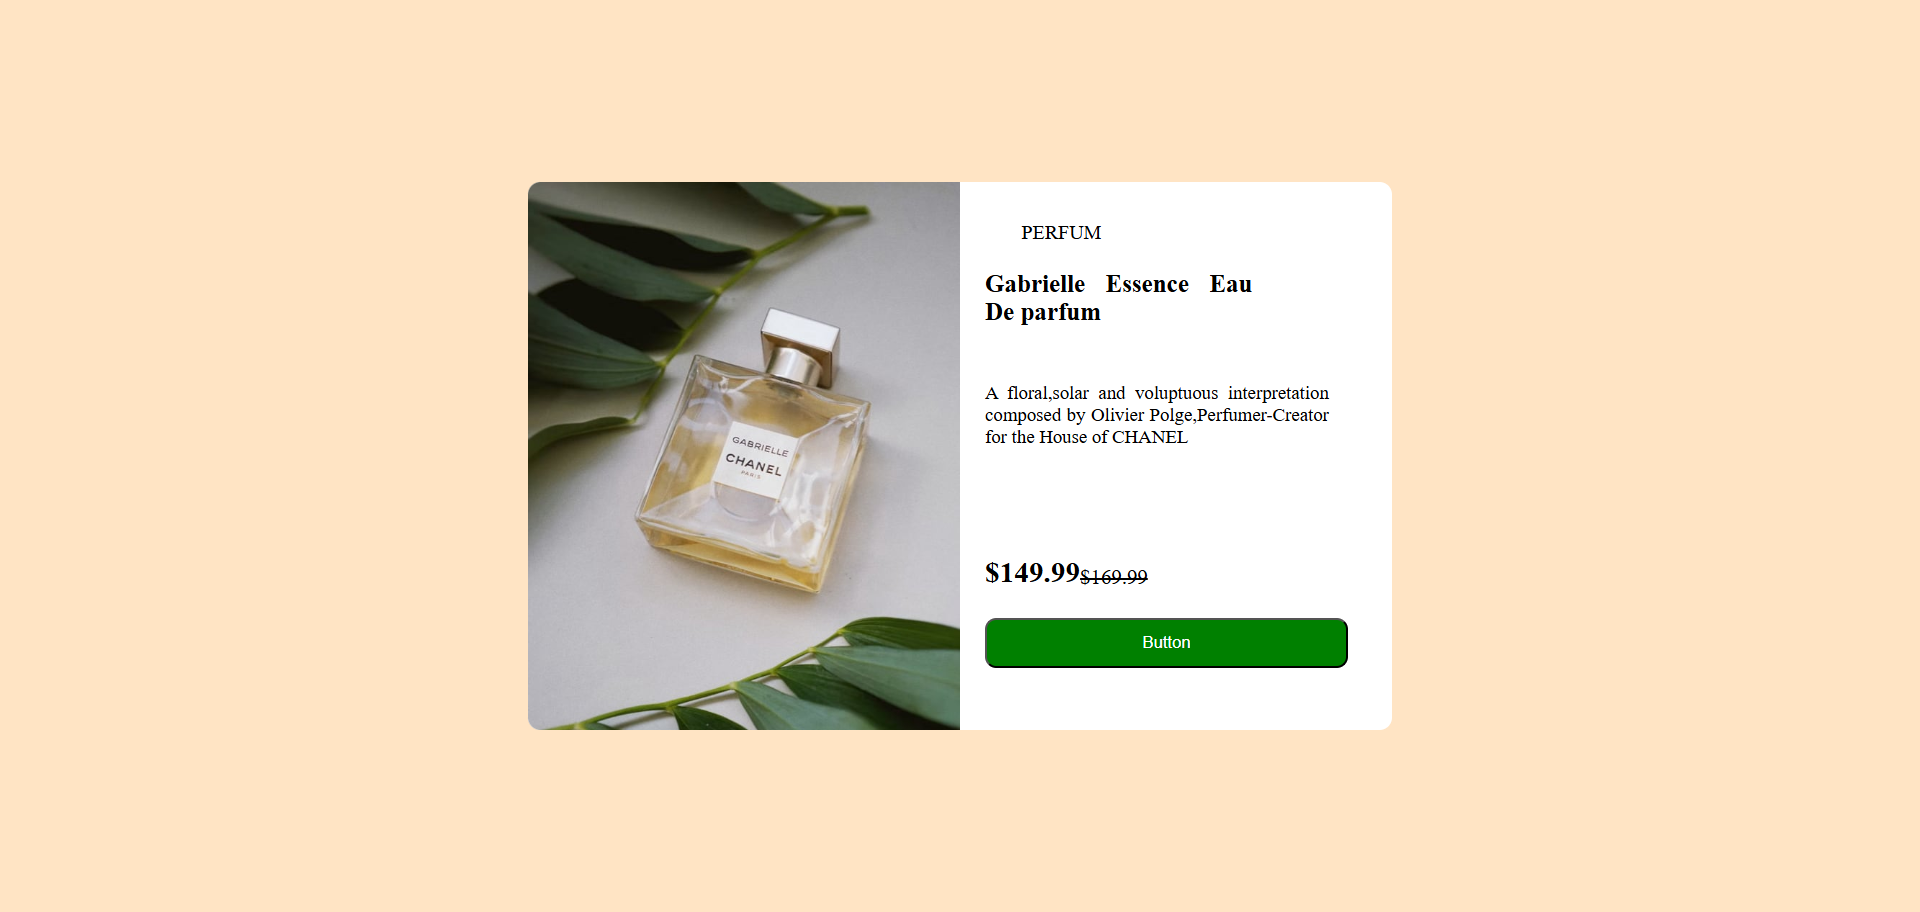 PERFUM
Gabrielle Essence Eau
De parfum
A floral,solar and voluptuous interpretation
composed by Olivier Polge,Perfumer-Creator
for the House of CHANEL
$149.99 $169.99
Button
GABRIELLE
CHANEL
PARIS